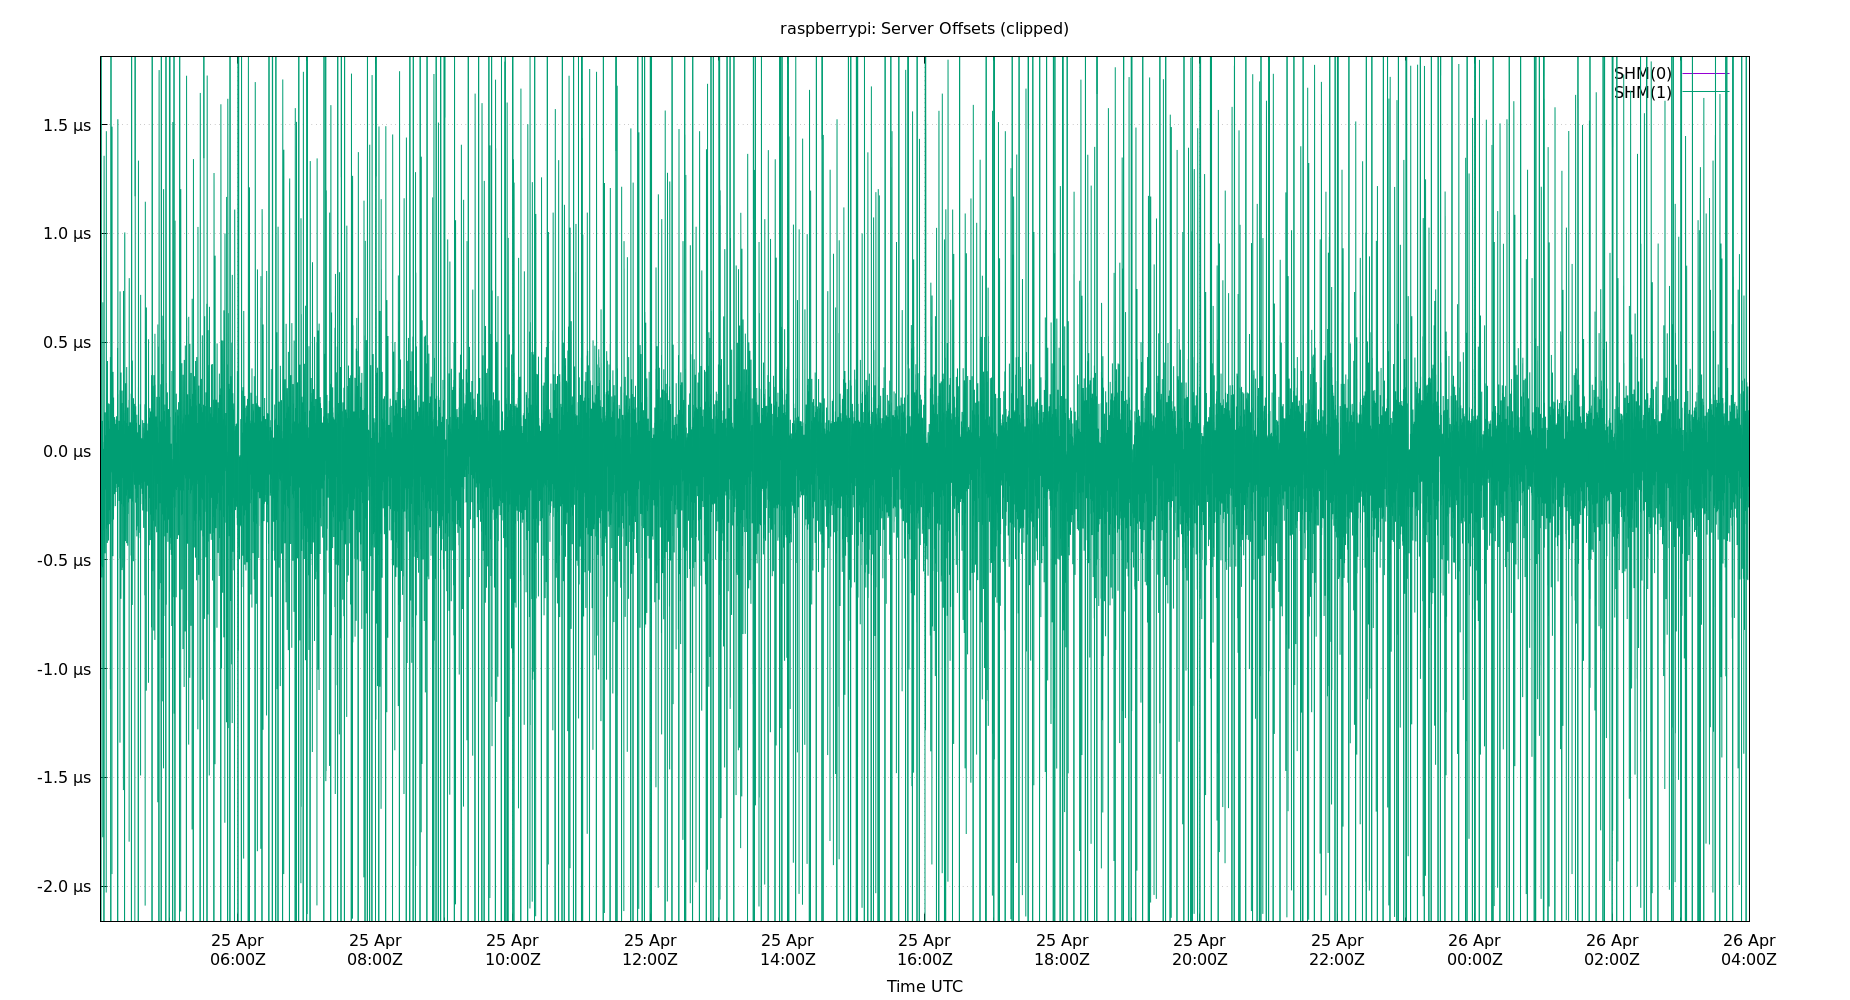 raspberrypi: Server Offsets (clipped)
SHM(0)
SHM(1)
1.5 µs
1.0 µs
0.5 µs
0.0 µs
-0.5 µs
-1.0 µs
-1.5 µs
-2.0 µs
25 Apr 25 Apr 25 Apr 25 Apr 25 Apr 25 Apr 25 Apr 25 Apr 25 Apr 26 Apr 26 Apr 26 Apr
06:00Z 08:00Z 10:00Z 12:00Z 14:00Z 16:00Z 18:00Z 20:00Z 22:00Z 00:00Z 02:00Z 04:00Z
Time UTC